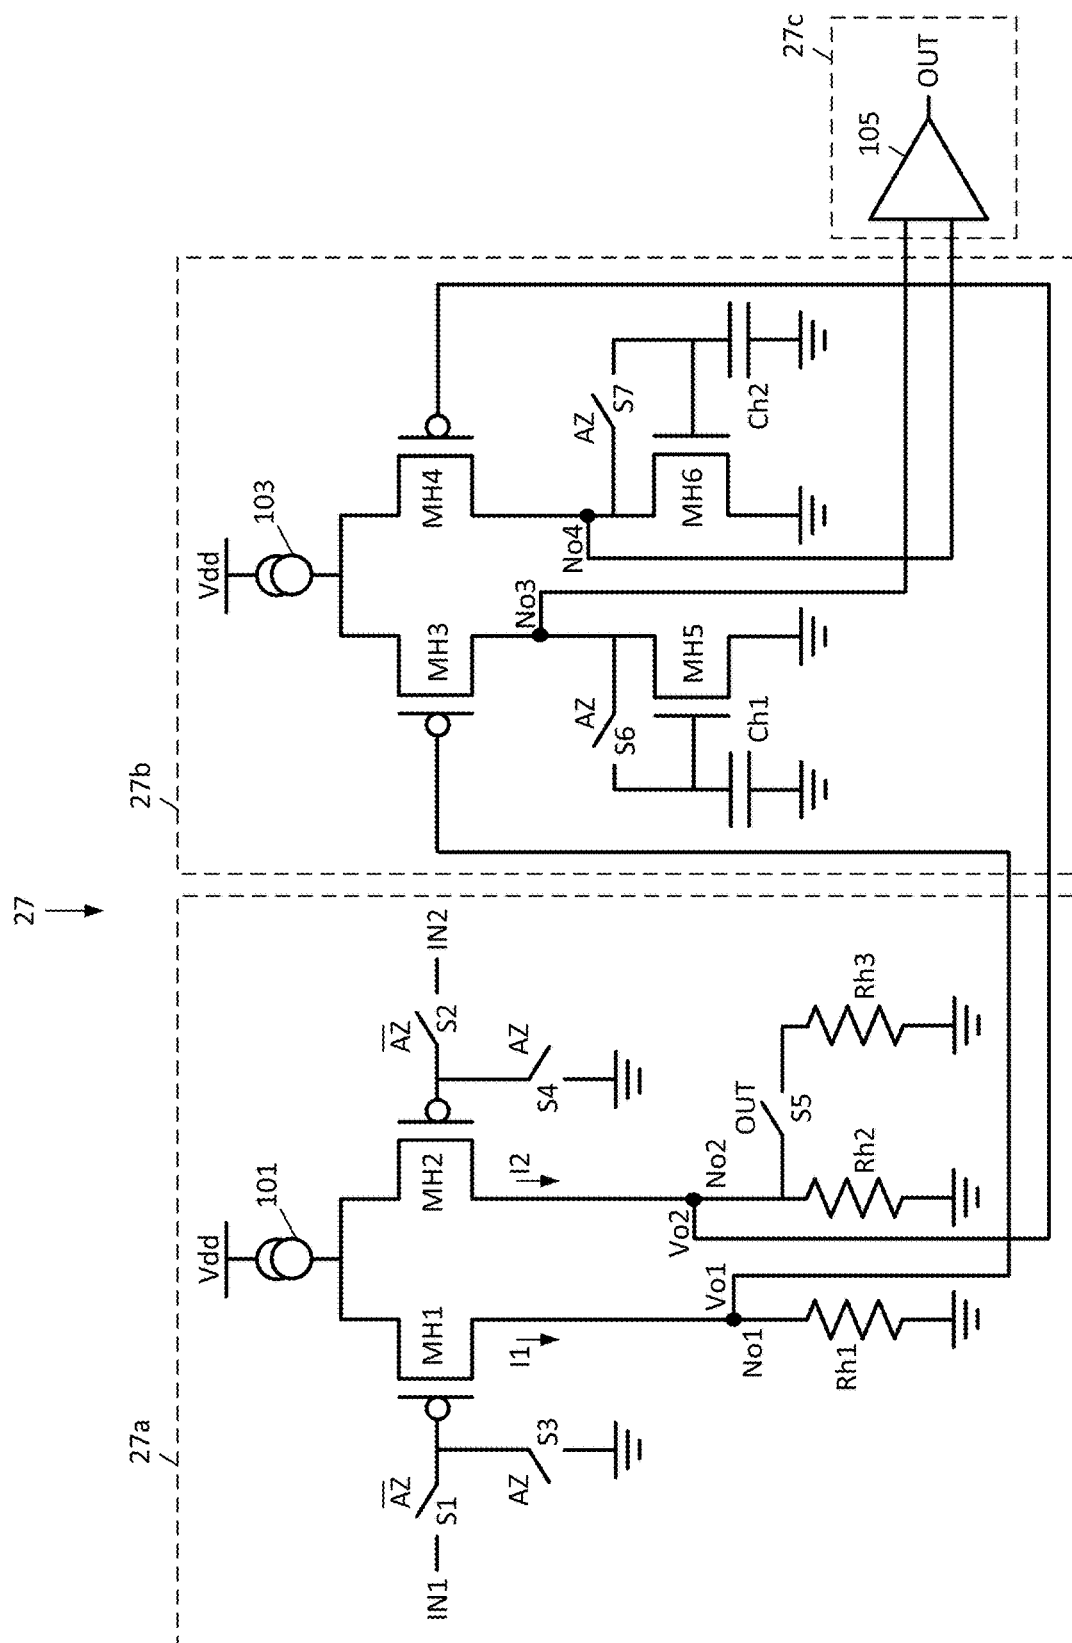 27
27a
Vdd
101
IN1
AZ
S1
AZ
S3
MH1
MH2
AZ
S2
IN2
AZ
S4
I1
I2
Vo1
No1
Vo2
No2
OUT
S5
Rh1
Rh2
Rh3
27b
Vdd
103
MH3
MH4
No3
No4
AZ
S6
AZ
S7
MH5
MH6
Ch1
Ch2
27c
105
OUT